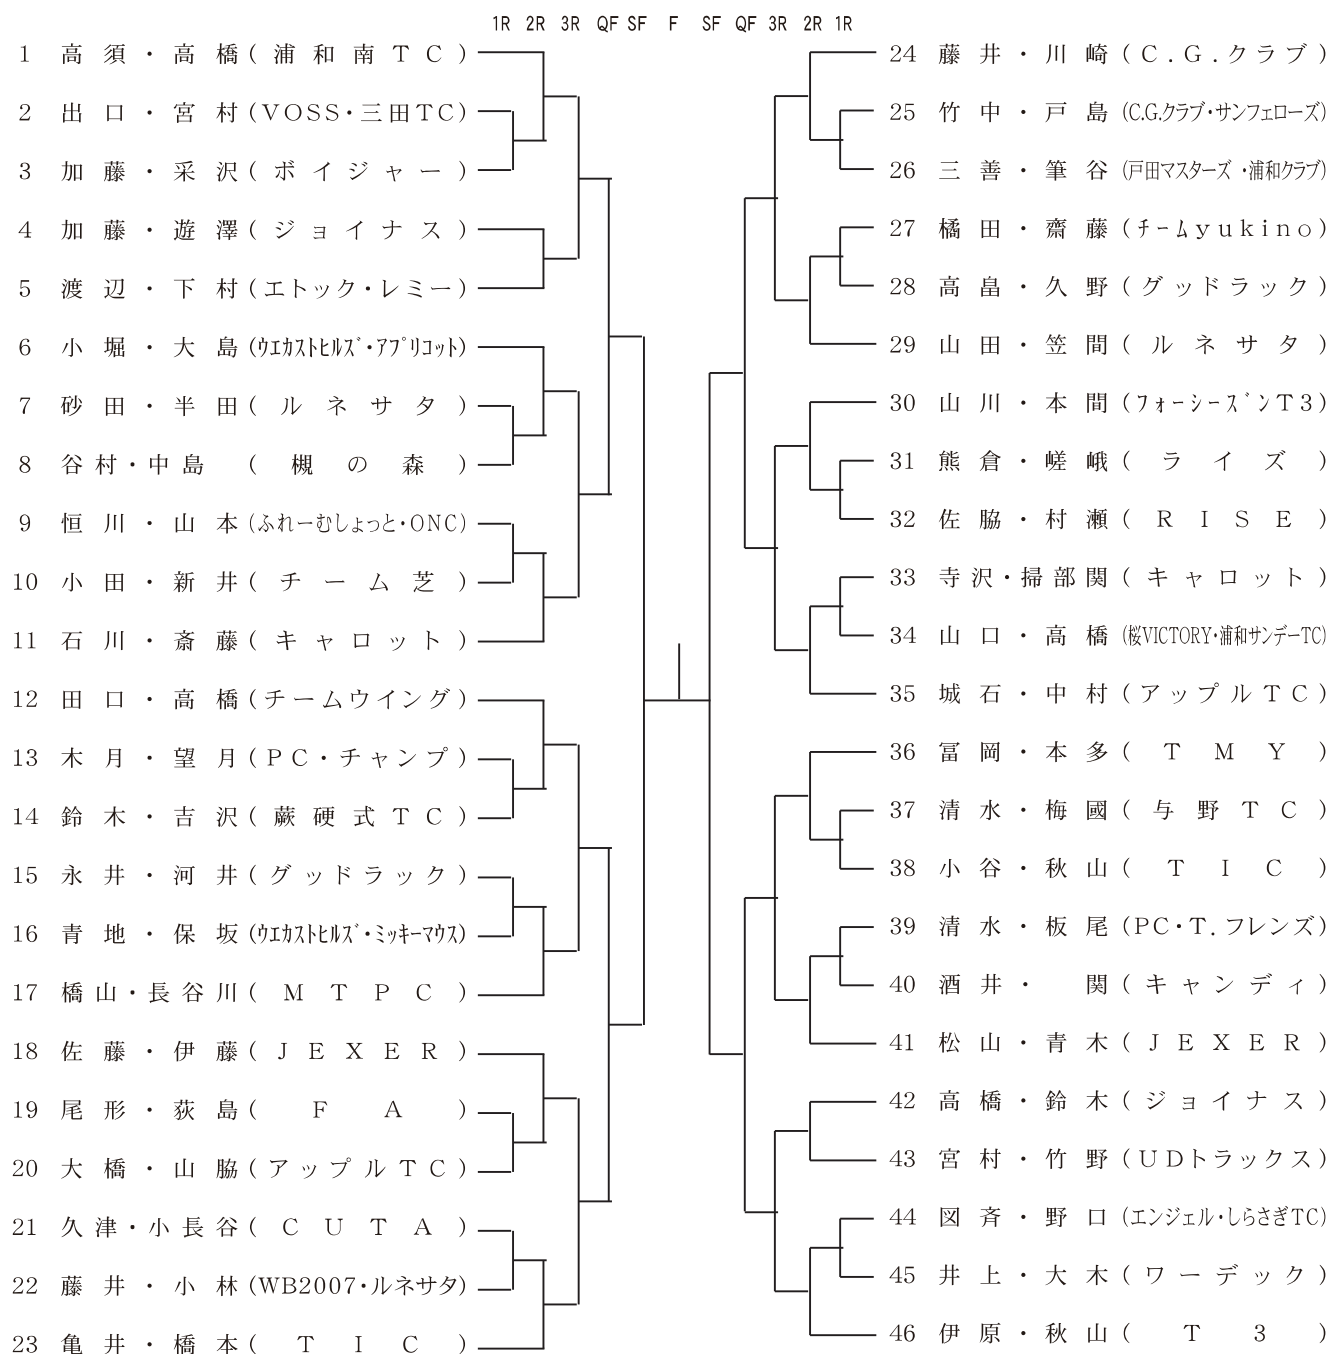 1R 2R 3R QF SF F SF QF 3R 2R 1R
1 高須・高橋(浦和南TC)
2 出口・宮村(VOSS・三田TC)
3 加藤・采沢(ボイジャー)
4 加藤・遊澤(ジョイナス)
5 渡辺・下村(エトック・レミー)
6 小堀・大島(ウエカストヒルズ・アプリコット)
7 砂田・半田(ルネサタ)
8 谷村・中島(槻の森)
9 恒川・山本(ふれーむしょっと・ONC)
10 小田・新井(チーム芝)
11 石川・斎藤(キャロット)
12 田口・高橋(チームウイング)
13 木月・望月(PC・チャンプ)
14 鈴木・吉沢(蕨硬式TC)
15 永井・河井(グッドラック)
16 青地・保坂(ウエカストヒルズ・ミッキーマウス)
17 橋山・長谷川(MTPC)
18 佐藤・伊藤(JEXER)
19 尾形・荻島(FA)
20 大橋・山脇(アップルTC)
21 久津・小長谷(CUTA)
22 藤井・小林(WB2007・ルネサタ)
23 亀井・橋本(TIC)
24 藤井・川崎(C.G.クラブ)
25 竹中・戸島(C.G.クラブ・サンフェローズ)
26 三善・筆谷(戸田マスターズ・浦和クラブ)
27 橘田・齋藤(チームyukino)
28 高畠・久野(グッドラック)
29 山田・笠間(ルネサタ)
30 山川・本間(フォーシーズンT3)
31 熊倉・嵯峨(ライズ)
32 佐脇・村瀬(RISE)
33 寺沢・掃部関(キャロット)
34 山口・高橋(桜VICTORY・浦和サンデーTC)
35 城石・中村(アップルTC)
36 冨岡・本多(TMY)
37 清水・梅國(与野TC)
38 小谷・秋山(TIC)
39 清水・板尾(PC・T.フレンズ)
40 酒井・ 関(キャンディ)
41 松山・青木(JEXER)
42 高橋・鈴木(ジョイナス)
43 宮村・竹野(UDトラックス)
44 図斉・野口(エンジェル・しらさぎTC)
45 井上・大木(ワーデック)
46 伊原・秋山(T3)